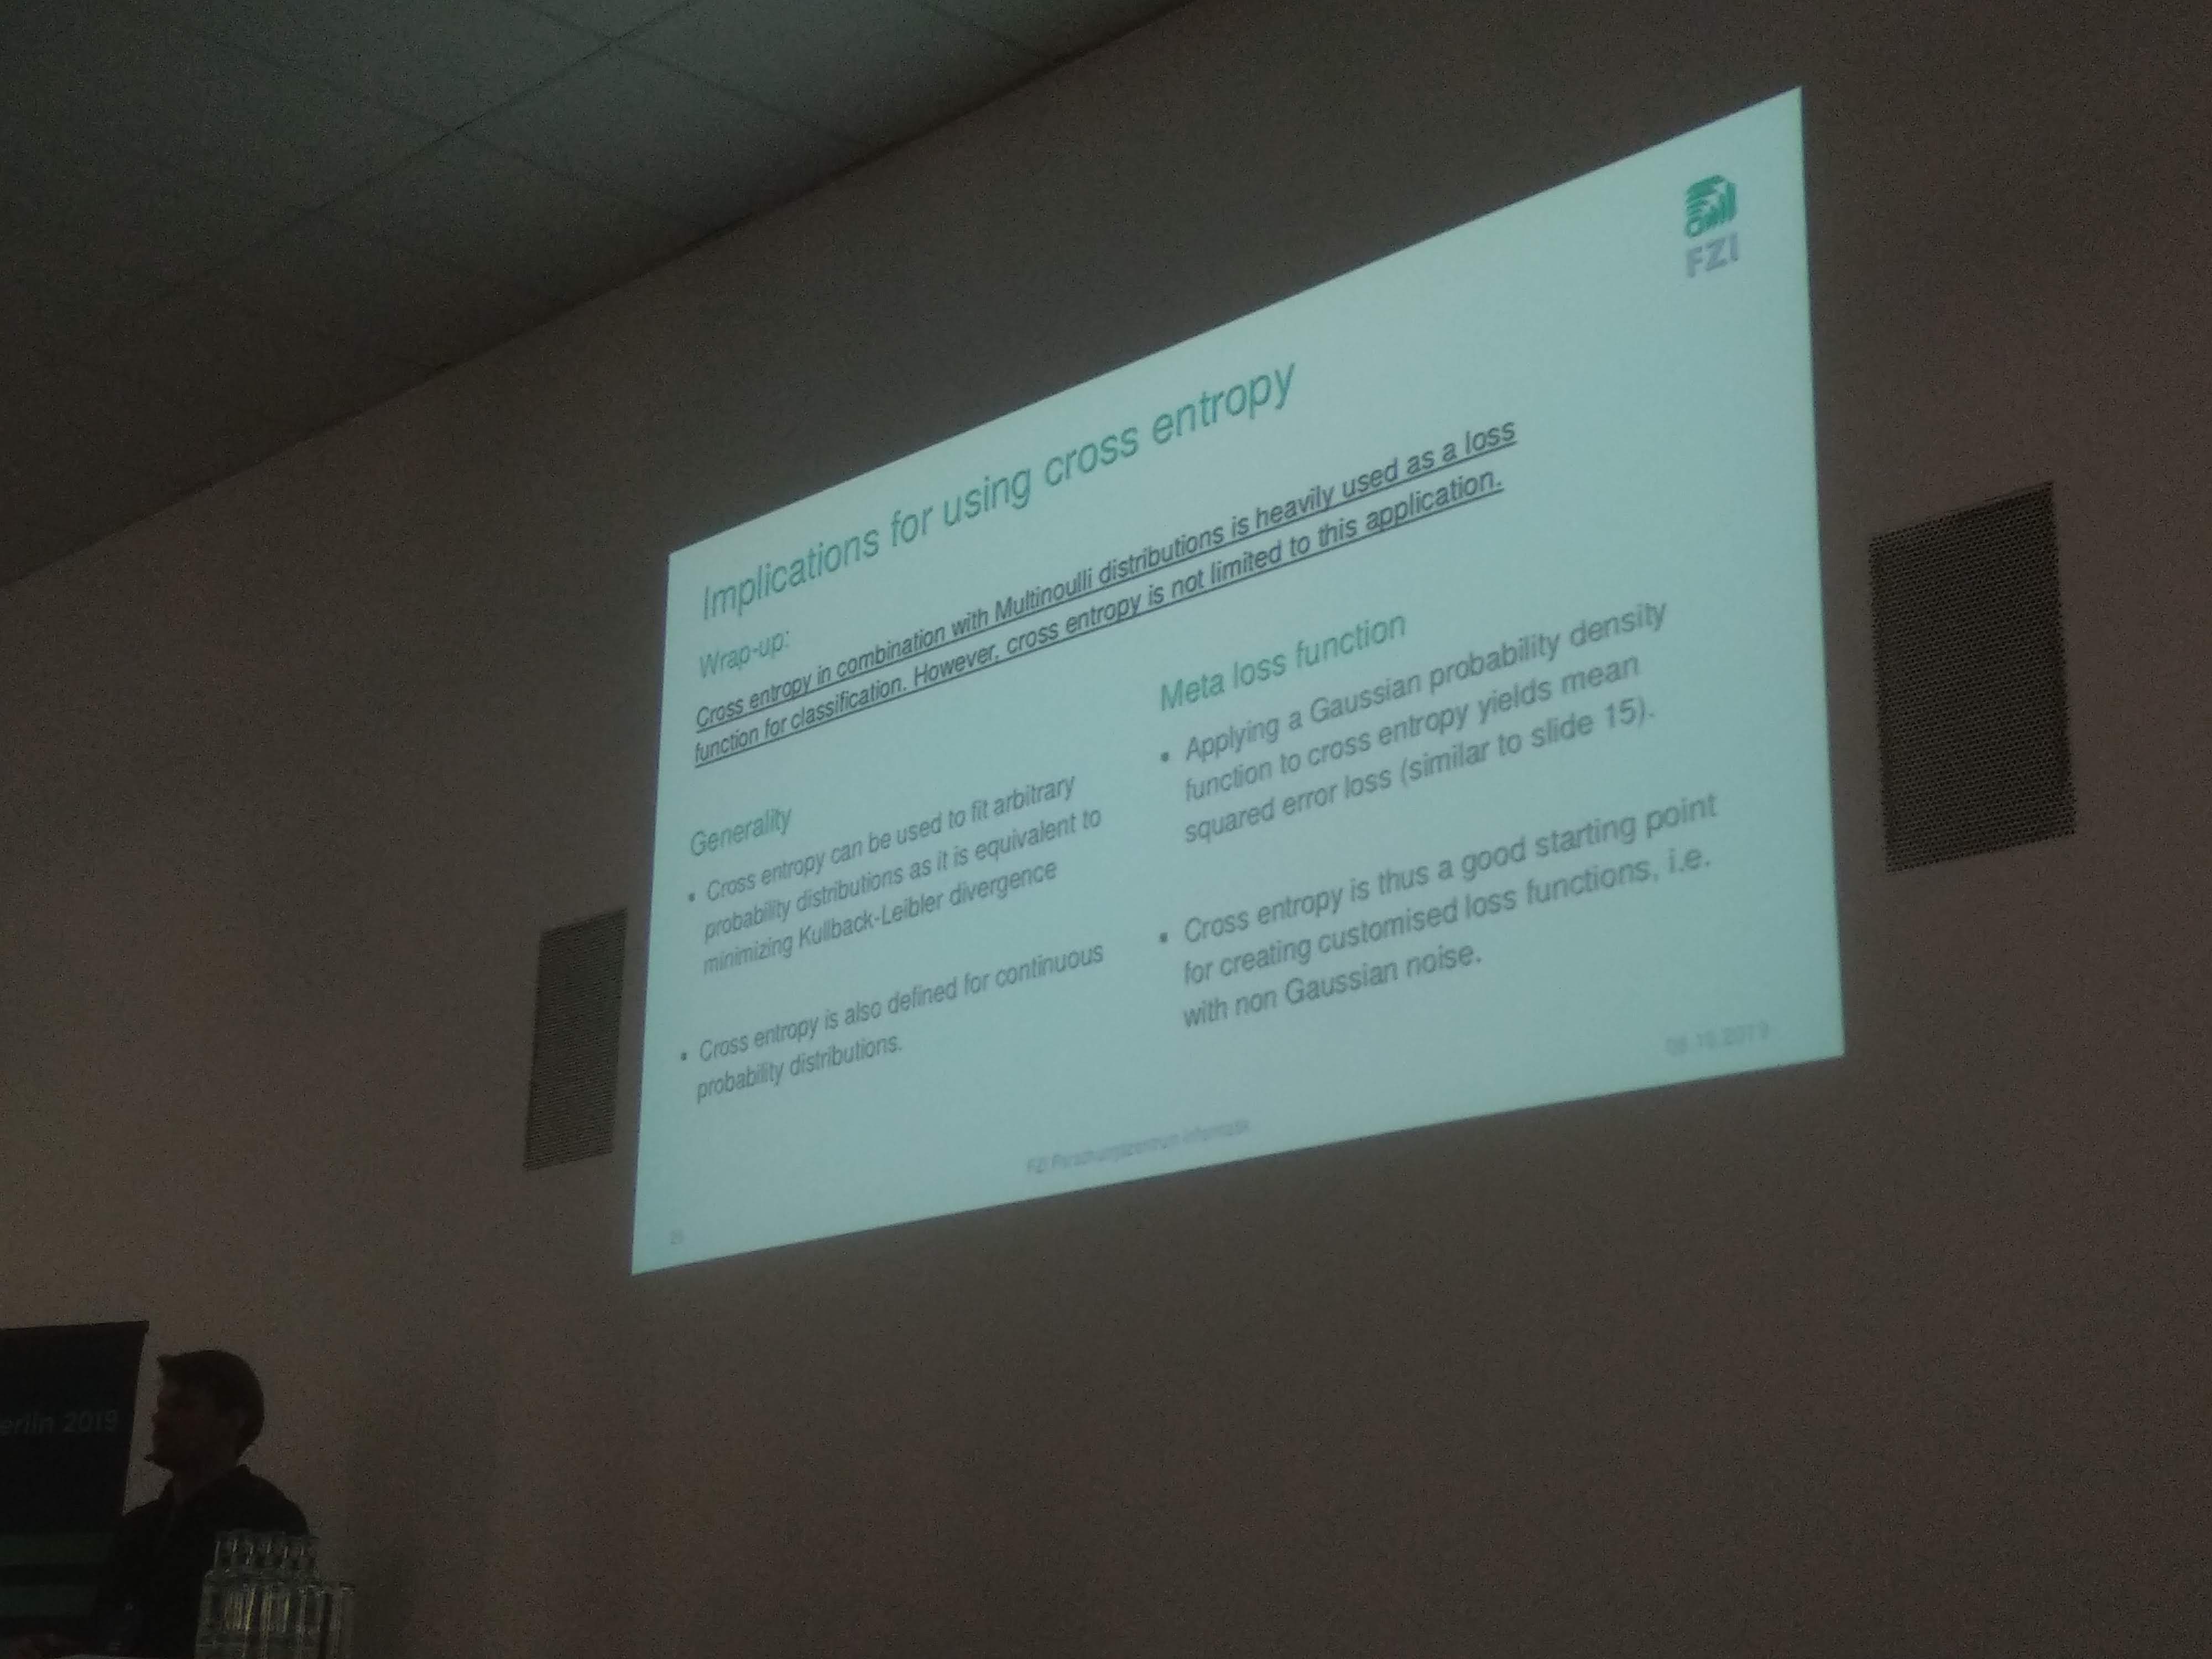 FZI
Implications for using cross entropy
Wrap-up:
Cross entropy in combination with Multinoulli distributions is heavily used as a loss
function for classification. However, cross entropy is not limited to this application.
Generality
• Cross entropy can be used to fit arbitrary
probability distributions as it is equivalent to
minimizing Kullback-Leibler divergence
• Cross entropy is also defined for continuous
probability distributions.
Meta loss function
• Applying a Gaussian probability density
function to cross entropy yields mean
squared error loss (similar to slide 15).
• Cross entropy is thus a good starting point
for creating customised loss functions, i.e.
with non Gaussian noise.
FZI Forschungszentrum Informatik
erlin 2019